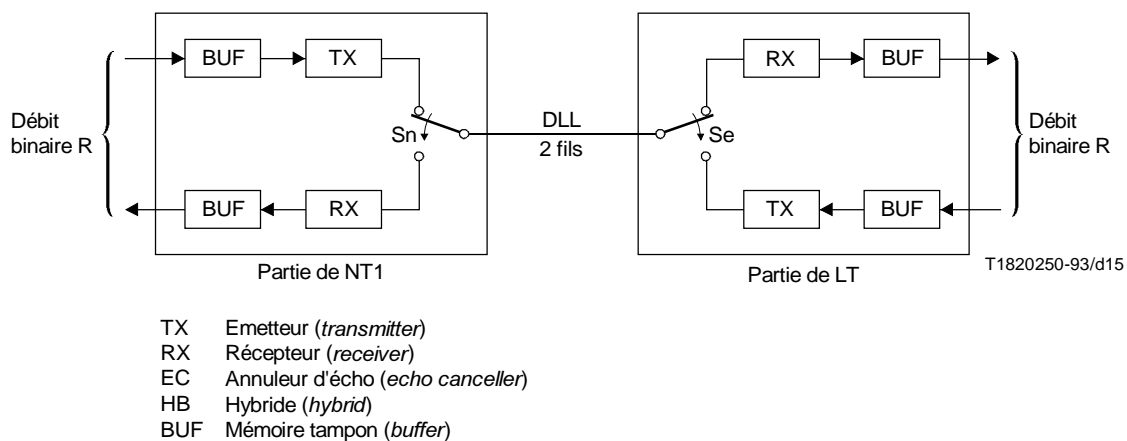 BUF TX RX BUF
Débit
binaire R
Sn
DLL
2 fils
Se
Débit
binaire R
BUF RX TX BUF
Partie de NT1
Partie de LT
T1820250-93/d15
TX Emetteur (transmitter)
RX Récepteur (receiver)
EC Annuleur d'écho (echo canceller)
HB Hybride (hybrid)
BUF Mémoire tampon (buffer)